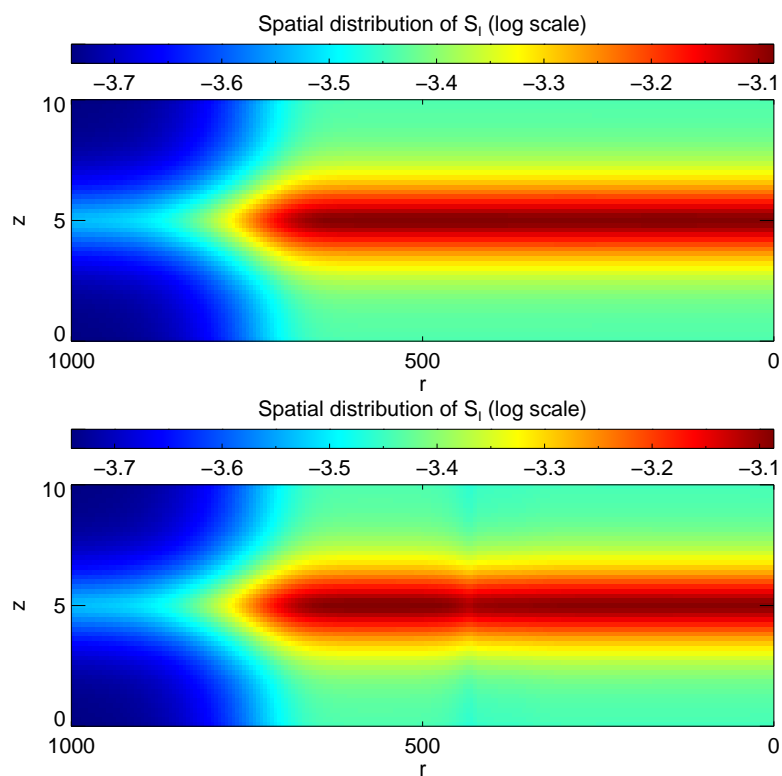 Spatial distribution of S_l (log scale)
−3.7 −3.6 −3.5 −3.4 −3.3 −3.2 −3.1
10
z 5
0
1000 500 0
r
Spatial distribution of S_l (log scale)
−3.7 −3.6 −3.5 −3.4 −3.3 −3.2 −3.1
10
z 5
0
1000 500 0
r